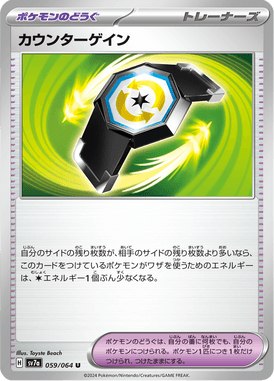 ポケモンのどうぐ
トレーナーズ
カウンターゲイン
自分のサイドの残り枚数が、相手のサイドの残り枚数より多いなら、
このカードをつけているポケモンがワザを使うためのエネルギー
は、エネルギー1個ぶん少なくなる。
H sv7a 059/064 U
Illus. Toyste Beach
©2024 Pokémon/Nintendo/Creatures/GAME FREAK.
ポケモンのどうぐは、自分の番に何枚でも、自分の
ポケモンにつけられる。ポケモン1匹につき1枚だけ
つけられ、つけたままにする。